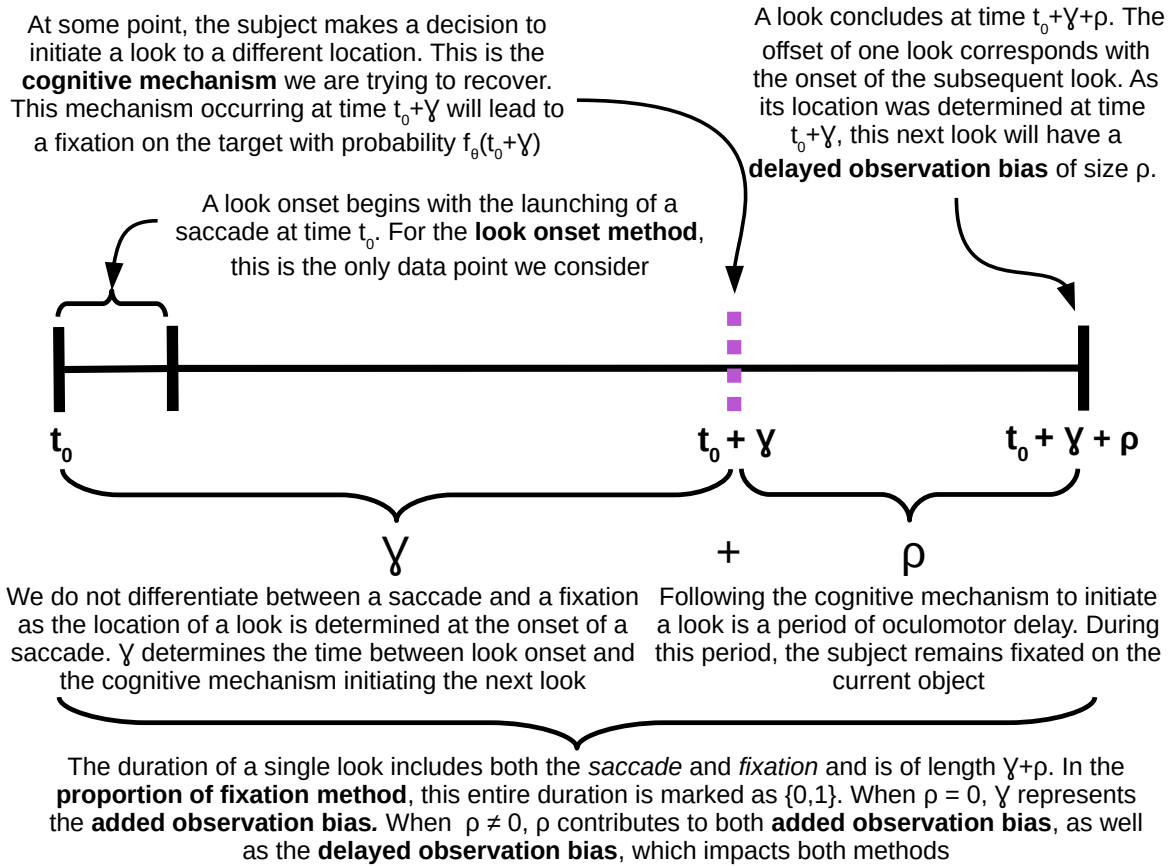 At some point, the subject makes a decision to
initiate a look to a different location. This is the
cognitive mechanism we are trying to recover.
This mechanism occurring at time t₀+Ɣ will lead to
a fixation on the target with probability fθ(t₀+Ɣ)
A look concludes at time t₀+Ɣ+ρ. The
offset of one look corresponds with
the onset of the subsequent look. As
its location was determined at time
t₀+Ɣ, this next look will have a
delayed observation bias of size ρ.
A look onset begins with the launching of a
saccade at time t₀. For the look onset method,
this is the only data point we consider
t₀
t₀ + Ɣ
t₀ + Ɣ + ρ
Ɣ + ρ
We do not differentiate between a saccade and a fixation
as the location of a look is determined at the onset of a
saccade. Ɣ determines the time between look onset and
the cognitive mechanism initiating the next look
Following the cognitive mechanism to initiate
a look is a period of oculomotor delay. During
this period, the subject remains fixated on the
current object
The duration of a single look includes both the saccade and fixation and is of length Ɣ+ρ. In the
proportion of fixation method, this entire duration is marked as {0,1}. When ρ = 0, Ɣ represents
the added observation bias. When ρ ≠ 0, ρ contributes to both added observation bias, as well
as the delayed observation bias, which impacts both methods